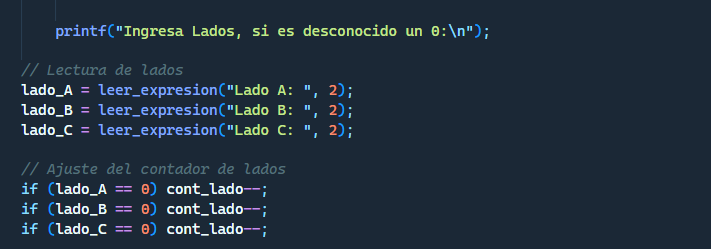 printf("Ingresa Lados, si es desconocido un 0:\n");
// Lectura de lados
lado_A = leer_expresion("Lado A: ", 2);
lado_B = leer_expresion("Lado B: ", 2);
lado_C = leer_expresion("Lado C: ", 2);
// Ajuste del contador de lados
if (lado_A == 0) cont_lado--;
if (lado_B == 0) cont_lado--;
if (lado_C == 0) cont_lado--;